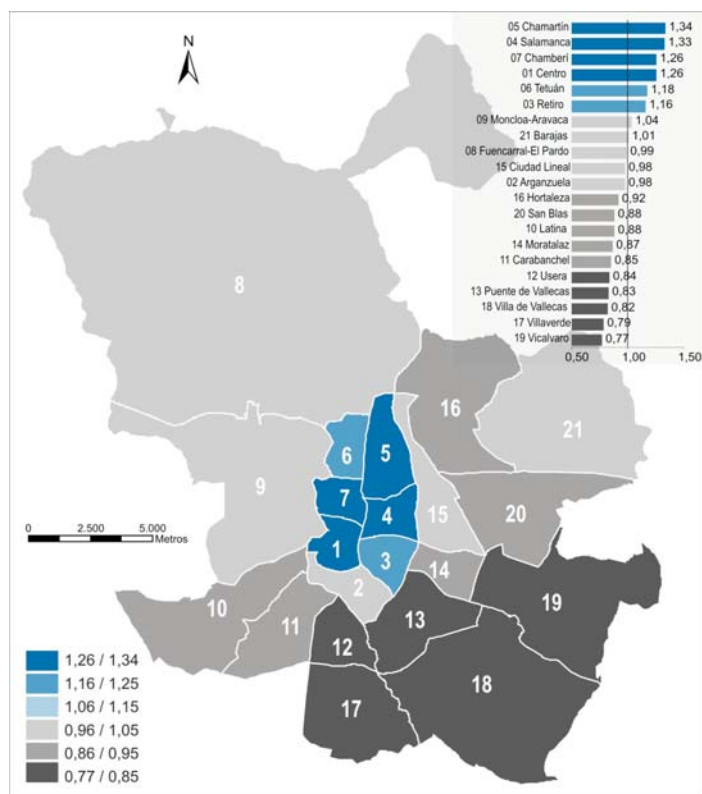 N
05 Chamartín 1,34
04 Salamanca 1,33
07 Chamberí 1,26
01 Centro 1,26
06 Tetuán 1,18
03 Retiro 1,16
09 Moncloa-Aravaca 1,04
21 Barajas 1,01
08 Fuencarral-El Pardo 0,99
15 Ciudad Lineal 0,98
02 Arganzuela 0,98
16 Hortaleza 0,92
20 San Blas 0,88
10 Latina 0,88
14 Moratalaz 0,87
11 Carabanchel 0,85
12 Usera 0,84
13 Puente de Vallecas 0,83
18 Villa de Vallecas 0,82
17 Villaverde 0,79
19 Vicalvaro 0,77
0,50 1,00 1,50
8
16
21
6
5
9
7
4
15
20
1
3
14
2
19
10
11
12
13
18
17
0 2.500 5.000
Metros
1,26 / 1,34
1,16 / 1,25
1,06 / 1,15
0,96 / 1,05
0,86 / 0,95
0,77 / 0,85